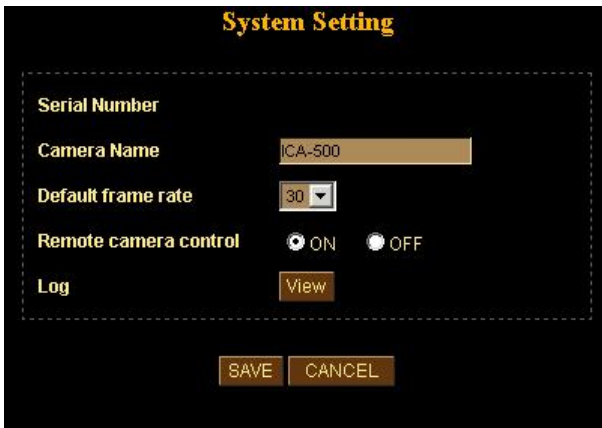 System Setting
Serial Number
Camera Name ICA-500
Default frame rate 30
Remote camera control ON OFF
Log View
SAVE CANCEL